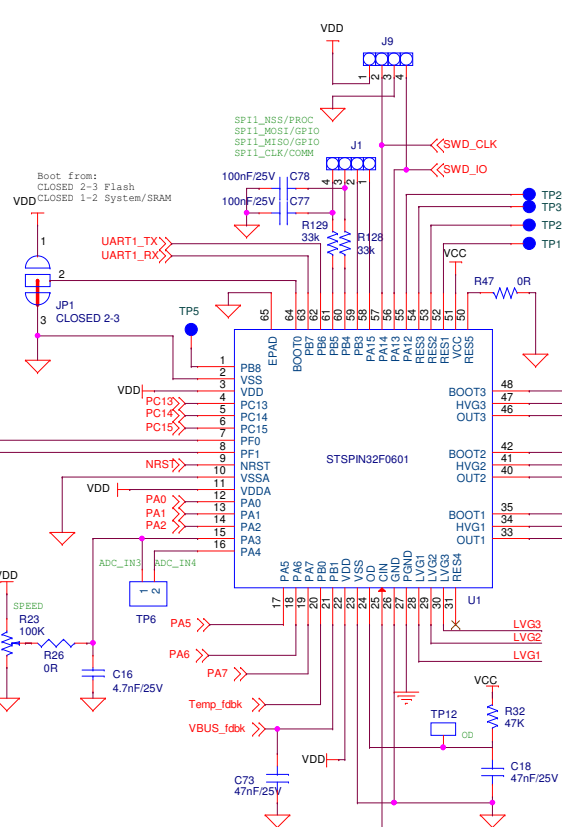 VDD
J9
1 2 3 4
SPI1_NSS/PROC
SPI1_MOSI/GPIO
SPI1_MISO/GPIO
SPI1_CLK/COMM
J1
SWD_CLK
SWD_IO
4 3 2 1
Boot from:
CLOSED 2-3 Flash
CLOSED 1-2 System/SRAM
100nF/25V C78
100nF/25V C77
VDD
1
2
3
JP1
CLOSED 2-3
UART1_TX
UART1_RX
R129
33k
R128
33k
TP2
TP3
TP2
TP1
VCC
R47 0R
TP5
65 64 63 62 61 60 59 58 57 56 55 54 53 52 51 50
EPAD BOOT0 PB7 PB6 PB5 PB4 PB3 PA15 PA14 PA13 PA12 RES3 RES2 RES1 VCC RES5
1 PB8
2 VSS
VDD 3 VDD
PC13 4 PC13
PC14 5 PC14
PC15 6 PC15
7 PF0
8 PF1
NRST 9 NRST
10 VSSA
VDD 11 VDDA
PA0 12 PA0
PA1 13 PA1
PA2 14 PA2
15 PA3
16 PA4
BOOT3 48
HVG3 47
OUT3 46
BOOT2 42
HVG2 41
OUT2 40
BOOT1 35
HVG1 34
OUT1 33
STSPIN32F0601
ADC_IN3 ADC_IN4
1 2
TP6
PA5 PA6 PA7 PB0 PB1 VDD VSS OD CIN GND PGND LVG1 LVG2 LVG3 RES4
17 18 19 20 21 22 23 24 25 26 27 28 29 30 31
U1
VDD
SPEED
R23
100K
R26
0R
C16
4.7nF/25V
PA5
PA6
PA7
Temp_fdbk
VBUS_fdbk
LVG3
LVG2
LVG1
VCC
R32
47K
TP12
OD
VDD
C73
47nF/25V
C18
47nF/25V